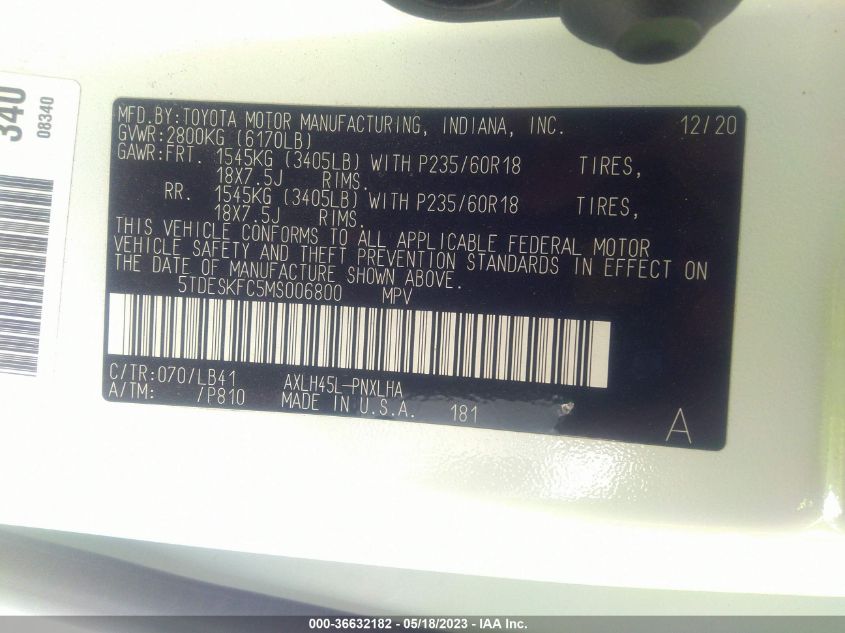 340
08340
MFD.BY:TOYOTA MOTOR MANUFACTURING, INDIANA, INC. 12/20
GVWR:2800KG (6170LB)
GAWR:FRT. 1545KG (3405LB) WITH P235/60R18 TIRES,
18X7.5J RIMS.
RR. 1545KG (3405LB) WITH P235/60R18 TIRES,
18X7.5J RIMS.
THIS VEHICLE CONFORMS TO ALL APPLICABLE FEDERAL MOTOR
VEHICLE SAFETY AND THEFT PREVENTION STANDARDS IN EFFECT ON
THE DATE OF MANUFACTURE SHOWN ABOVE.
5TDESKFC5MS006800 MPV
C/TR:070/LB41 AXLH45L-PNXLHA
A/TM: /P810 MADE IN U.S.A. 181
A
000-36632182 - 05/18/2023 - IAA Inc.